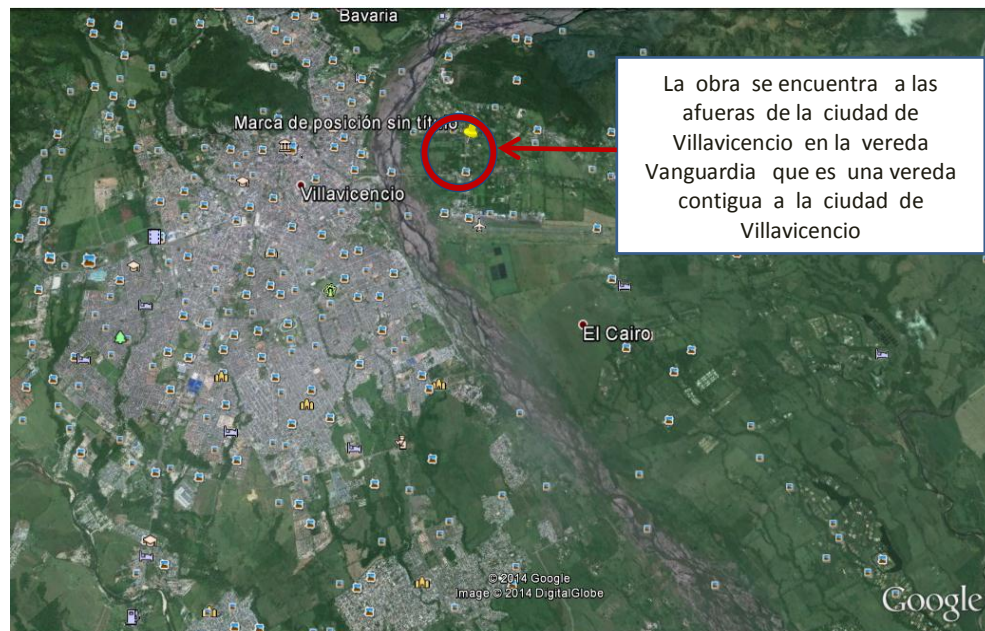 Bavaria
La obra se encuentra a las
afueras de la ciudad de
Villavicencio en la vereda
Vanguardia que es una vereda
contigua a la ciudad de
Villavicencio
Marca de posición sin título
Villavicencio
El Cairo
© 2014 Google
Image © 2014 DigitalGlobe
Google